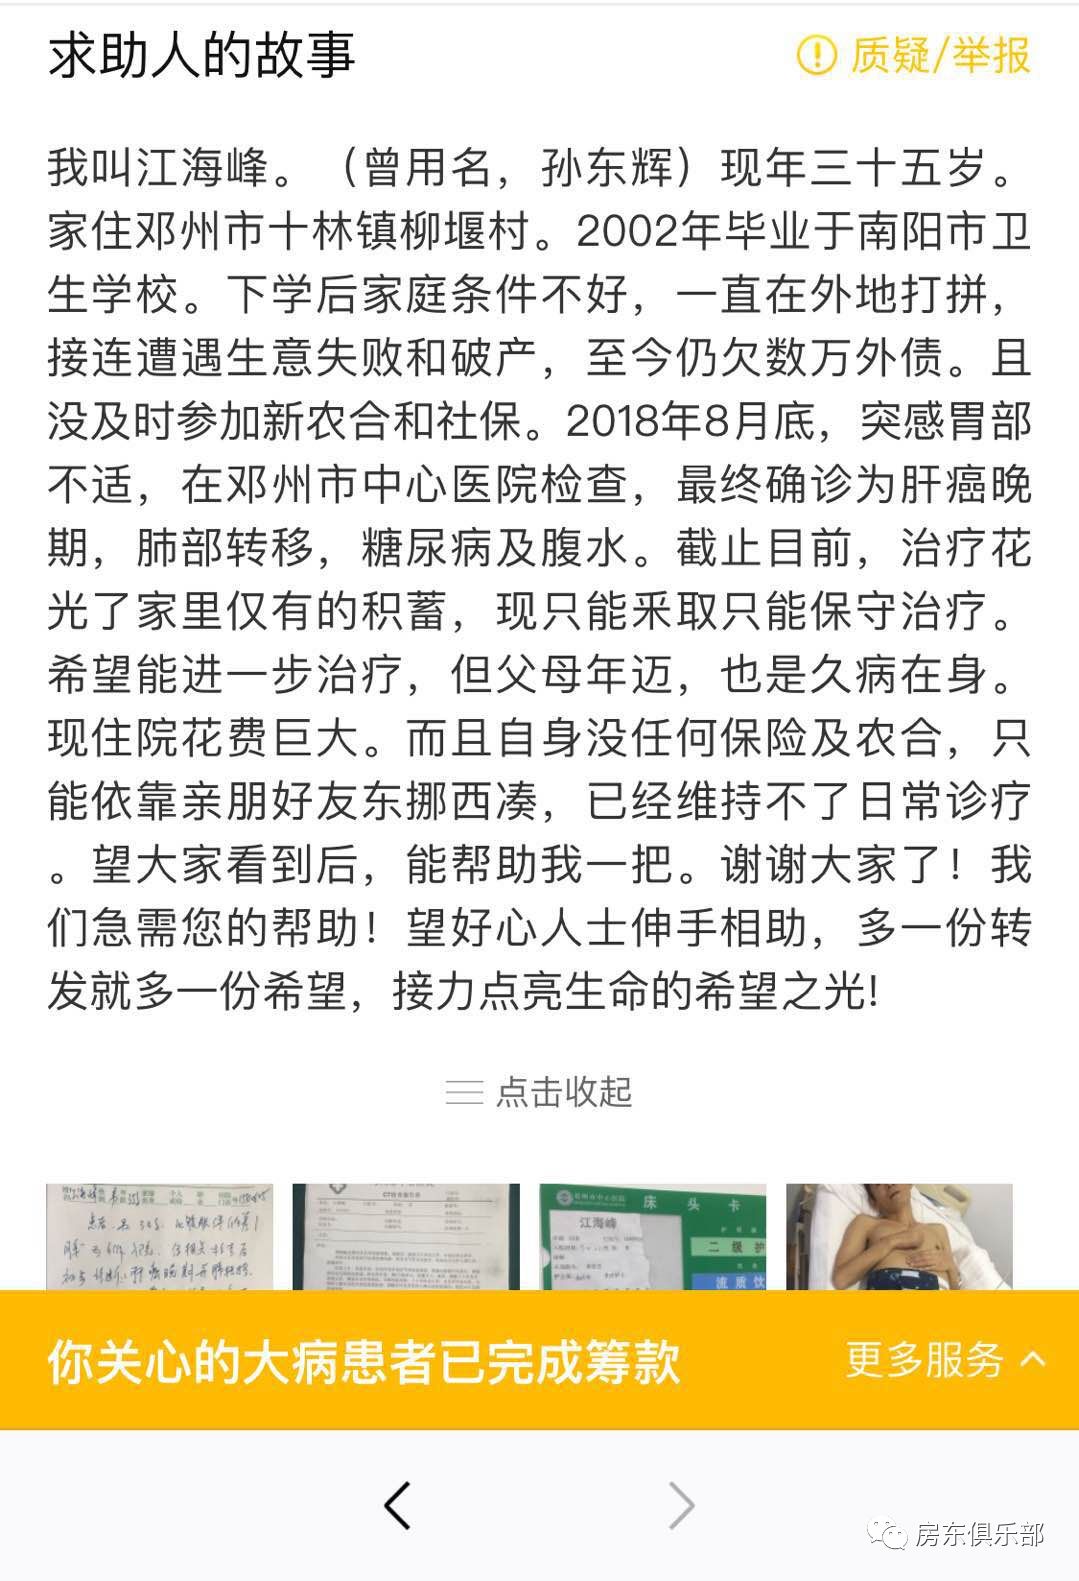 求助人的故事
质疑/举报
我叫江海峰。（曾用名，孙东辉）现年三十五岁。
家住邓州市十林镇柳堰村。2002年毕业于南阳市卫
生学校。下学后家庭条件不好，一直在外地打拼，
接连遭遇生意失败和破产，至今仍欠数万外债。且
没及时参加新农合和社保。2018年8月底，突感胃部
不适，在邓州市中心医院检查，最终确诊为肝癌晚
期，肺部转移，糖尿病及腹水。截止目前，治疗花
光了家里仅有的积蓄，现只能釆取只能保守治疗。
希望能进一步治疗，但父母年迈，也是久病在身。
现住院花费巨大。而且自身没任何保险及农合，只
能依靠亲朋好友东挪西凑，已经维持不了日常诊疗
。望大家看到后，能帮助我一把。谢谢大家了！我
们急需您的帮助！望好心人士伸手相助，多一份转
发就多一份希望，接力点亮生命的希望之光!
点击收起
床头卡
江海峰
二级护
流质饮
你关心的大病患者已完成筹款
更多服务
房东俱乐部